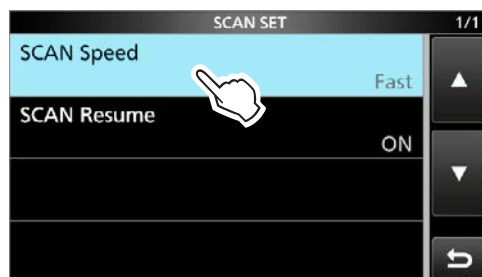 SCAN SET 1/1
SCAN Speed
Fast
SCAN Resume
ON